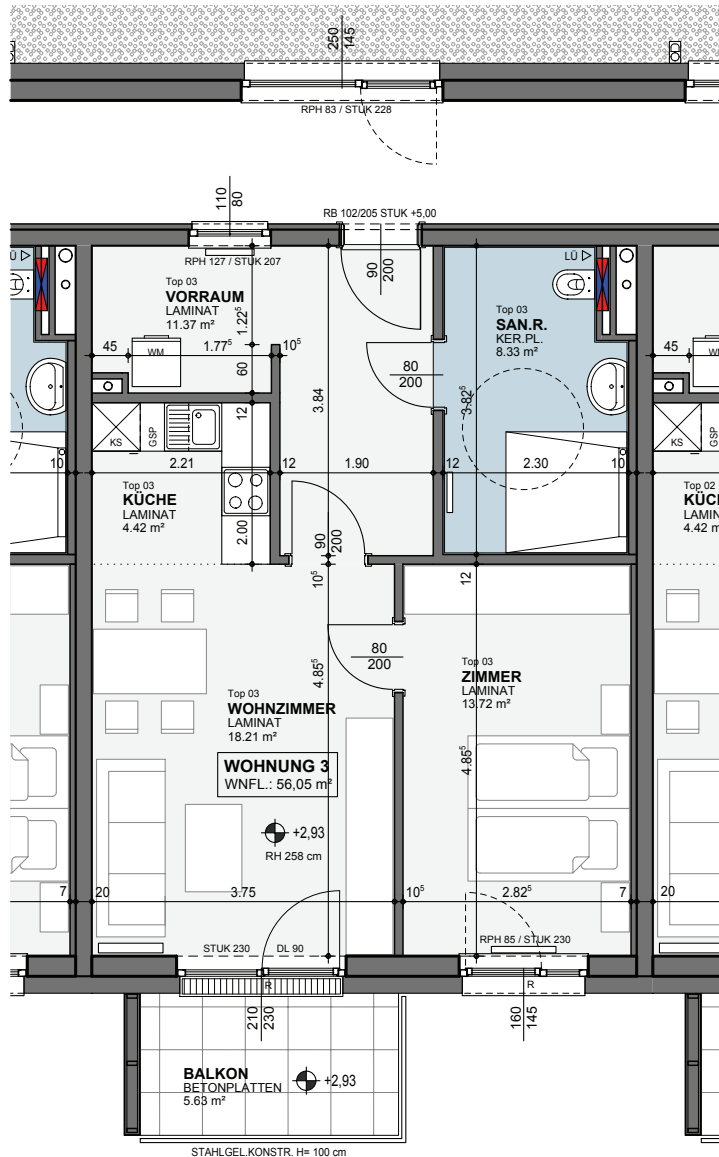 250
145
RPH 83 / STUK 228
110
80
RB 102/205 STUK +5,00
RPH 127 / STUK 207
90
200
LÜ
LÜ
Top 03
VORRAUM
LAMINAT
11.37 m²
1.22⁵
Top 03
SAN.R.
KER.PL.
8.33 m²
45
WM
1.77⁵
10⁵
60
3.84
80
200
3.82⁵
45
12
KS
GSP
KS
GSP
10
2.21
12
1.90
12
2.30
10
Top 03
KÜCHE
LAMINAT
4.42 m²
2.00
90
200
10⁵
12
Top 02
4.42 m
80
200
4.85⁵
Top 03
WOHNZIMMER
LAMINAT
18.21 m²
Top 03
ZIMMER
LAMINAT
13.72 m²
4.85⁵
WOHNUNG 3
WNFL.: 56,05 m²
+2,93
RH 258 cm
7
20
3.75
10⁵
2.82⁵
7
20
STUK 230
DL 90
RPH 85 / STUK 230
R
R
210
230
160
145
BALKON
BETONPLATTEN
5.63 m²
+2,93
STAHLGEL.KONSTR. H= 100 cm